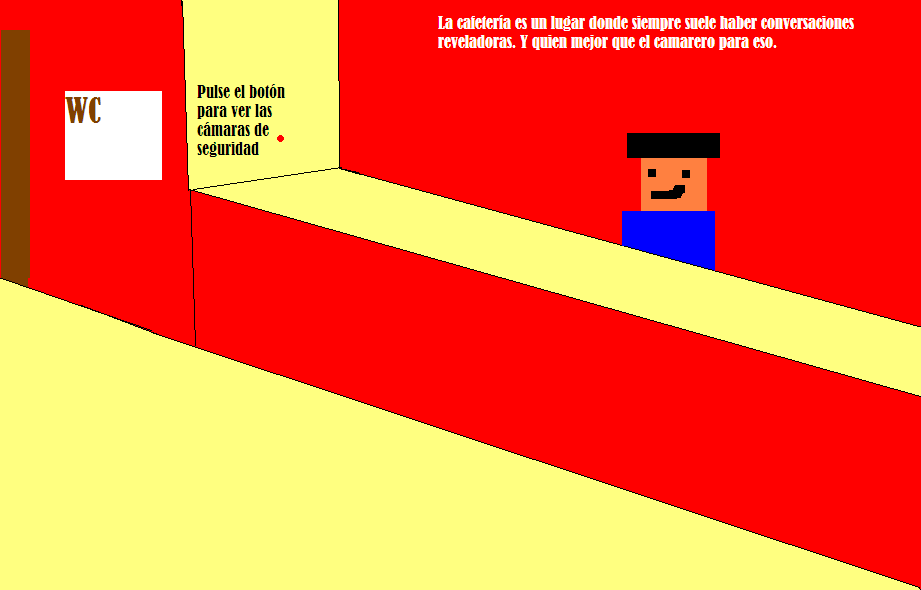 La cafetería es un lugar donde siempre suele haber conversaciones
reveladoras. Y quien mejor que el camarero para eso.
WC
Pulse el botón
para ver las
cámaras de
seguridad